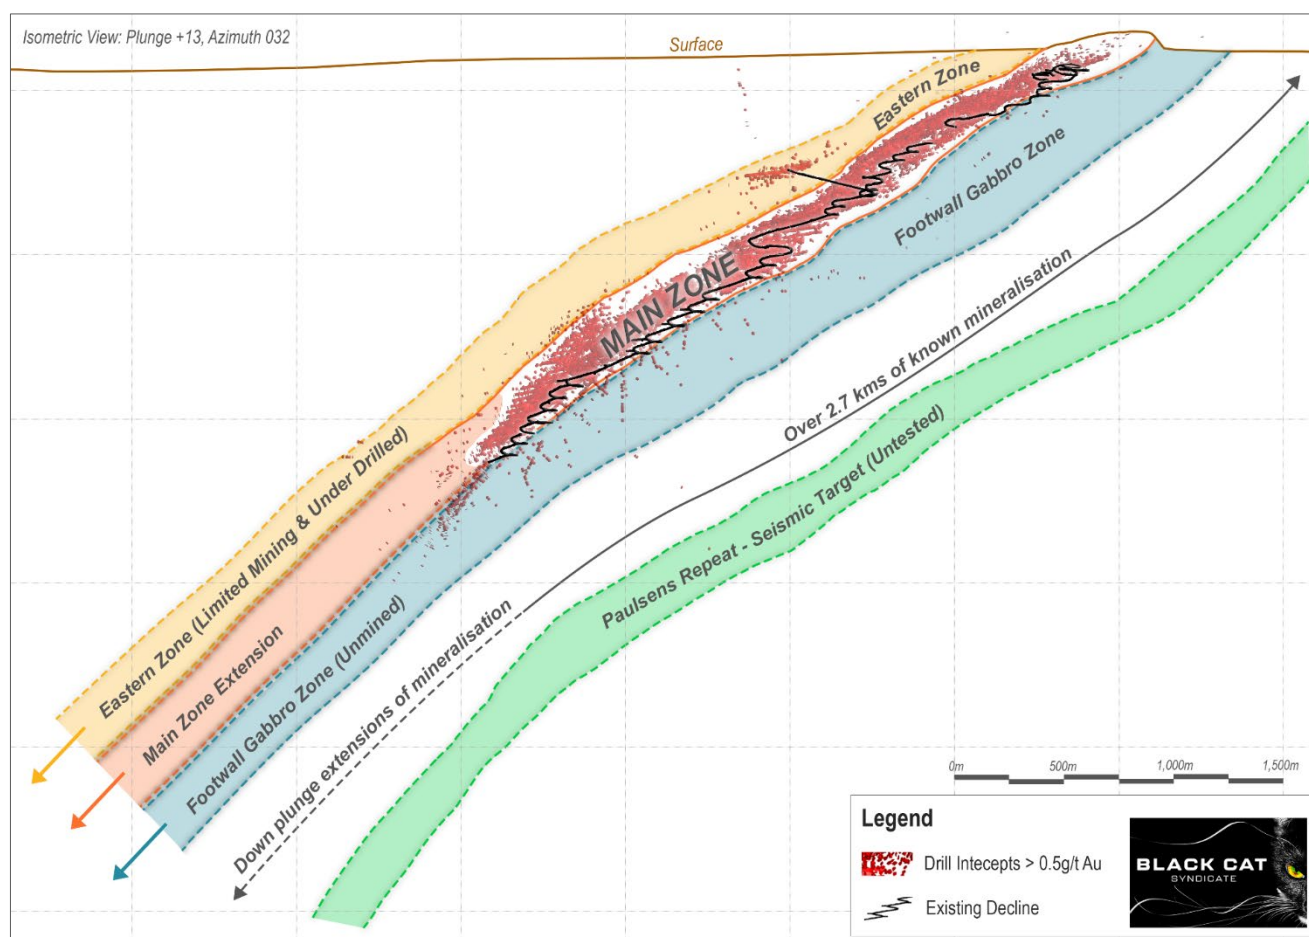 Isometric View: Plunge +13, Azimuth 032
Surface
Eastern Zone
MAIN ZONE
Footwall Gabbro Zone
Over 2.7 kms of known mineralisation
Eastern Zone (Limited Mining & Under Drilled)
Main Zone Extension
Footwall Gabbro Zone (Unmined)
Down plunge extensions of mineralisation
Paulsens Repeat - Seismic Target (Untested)
0m 500m 1,000m 1,500m
Legend
Drill Intecepts > 0.5g/t Au
Existing Decline
BLACK CAT
SYNDICATE